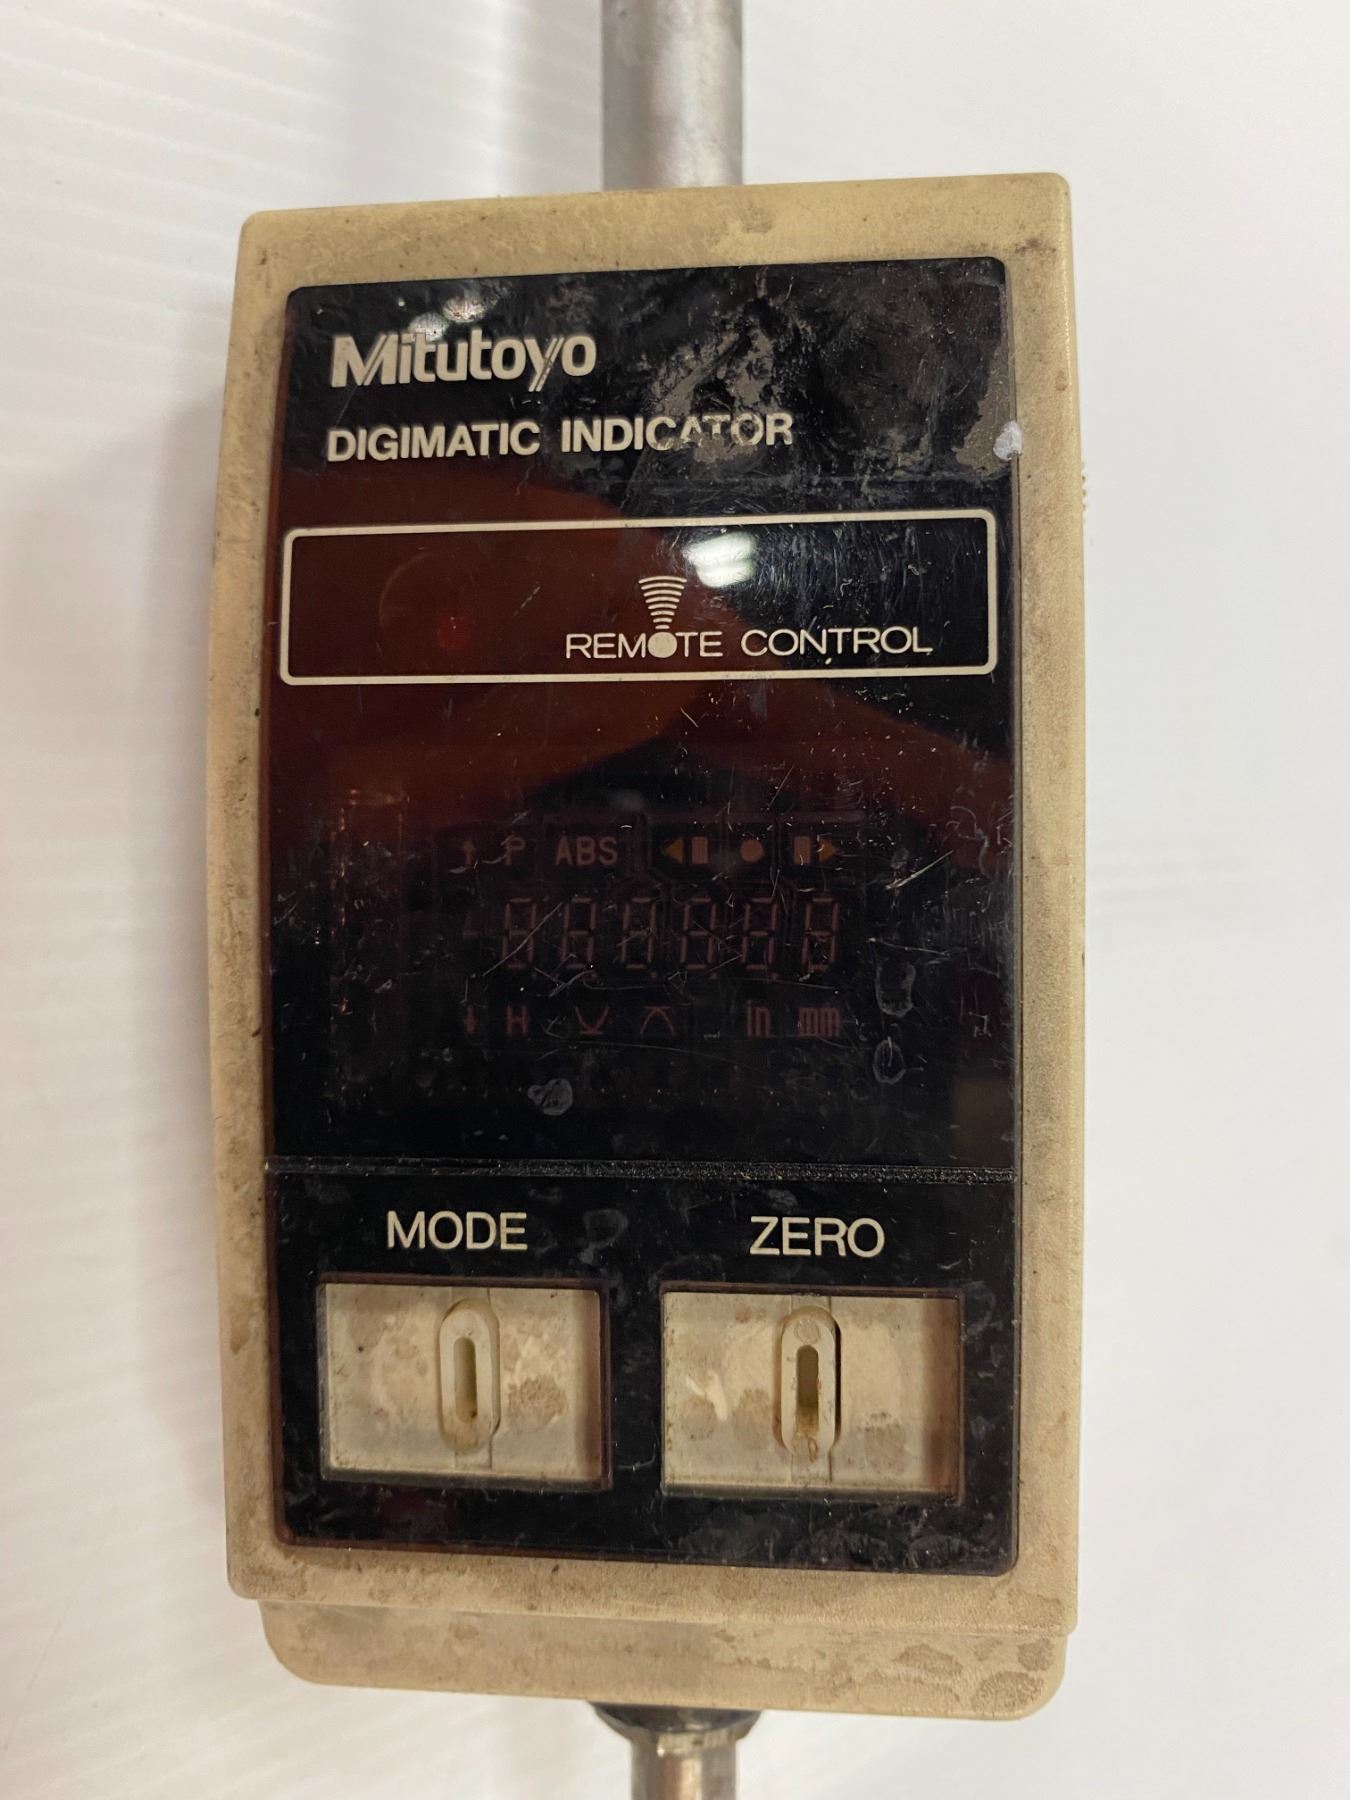 Mitutoyo
DIGIMATIC INDICATOR
REMOTE CONTROL
P ABS
H in mm
MODE ZERO